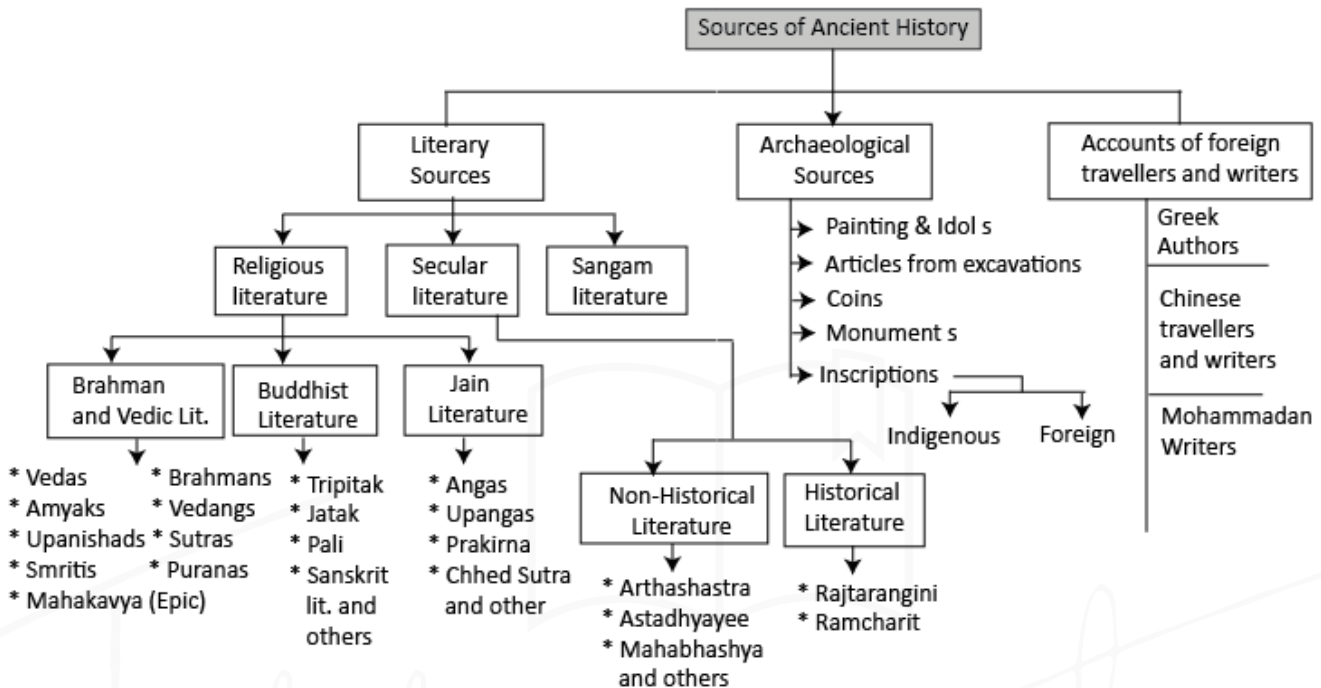 Sources of Ancient History
Literary
Sources
Archaeological
Sources
Accounts of foreign
travellers and writers
Religious
literature
Secular
literature
Sangam
literature
Brahman
and Vedic Lit.
Buddhist
Literature
Jain
Literature
* Vedas
* Amyaks
* Upanishads
* Smritis
* Mahakavya (Epic)
* Brahmans
* Vedangs
* Sutras
* Puranas
* Tripitak
* Jatak
* Pali
* Sanskrit
lit. and
others
* Angas
* Upangas
* Prakirna
* Chhed Sutra
and other
Non-Historical
Literature
Historical
Literature
* Arthashastra
* Astadhyayee
* Mahabhashya
and others
* Rajtarangini
* Ramcharit
Painting & Idol s
Articles from excavations
Coins
Monument s
Inscriptions
Indigenous
Foreign
Greek
Authors
Chinese
travellers
and writers
Mohammadan
Writers